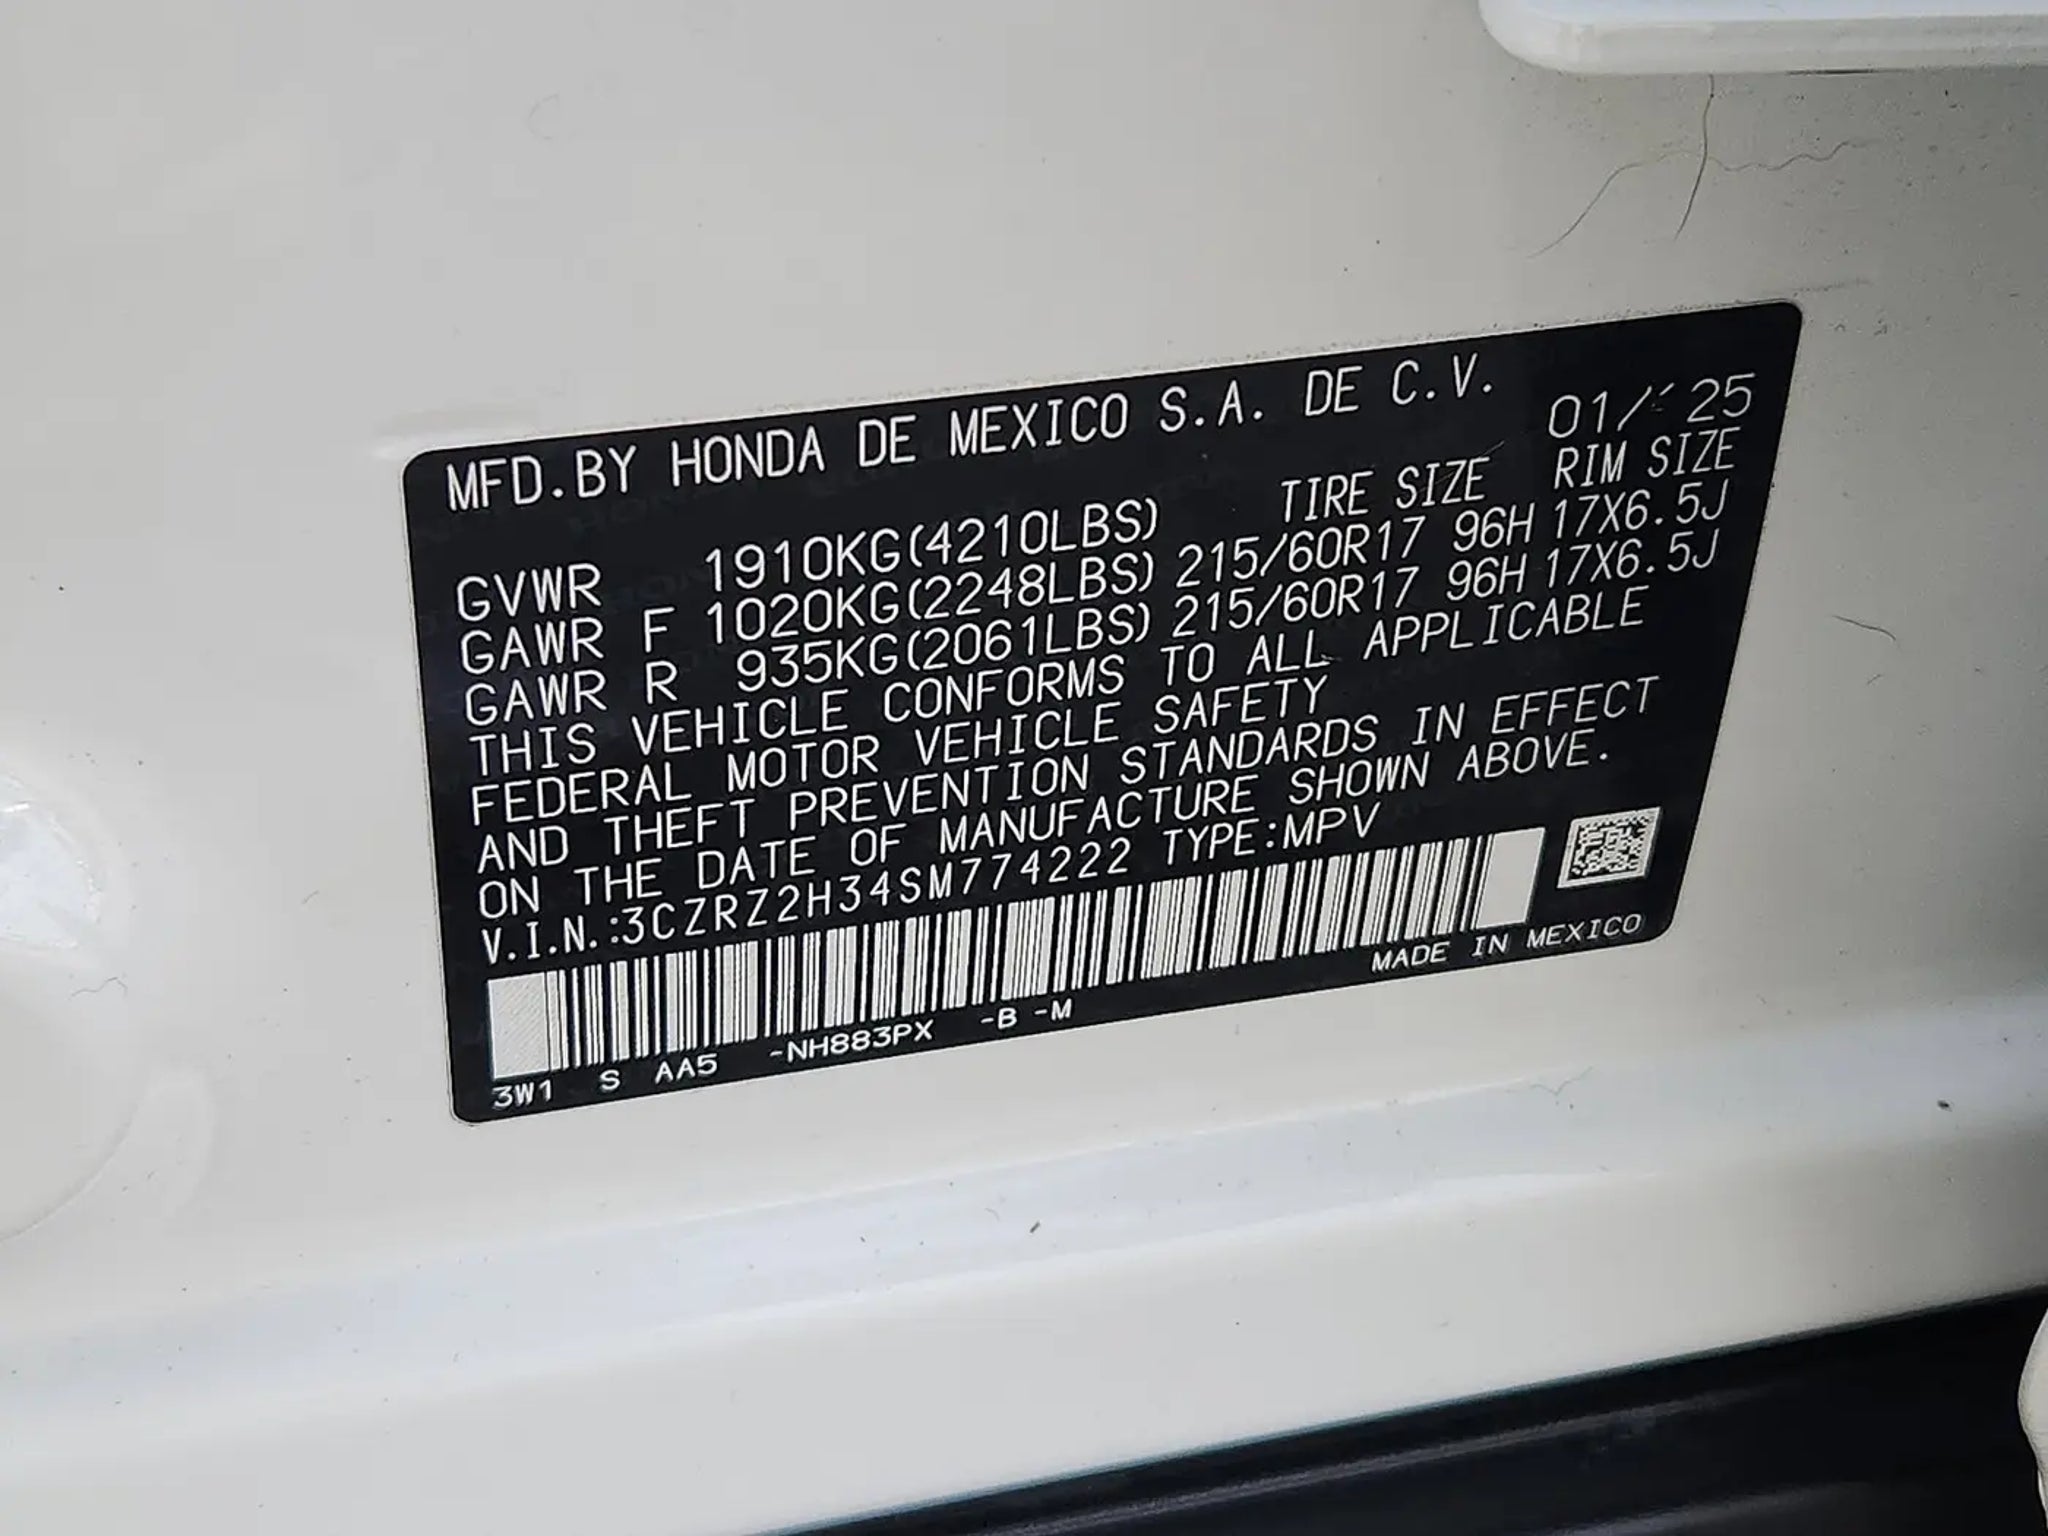 MFD.BY HONDA DE MEXICO S.A. DE C.V. 01/'25
TIRE SIZE RIM SIZE
GVWR 1910KG(4210LBS)
GAWR F 1020KG(2248LBS) 215/60R17 96H 17X6.5J
GAWR R 935KG(2061LBS) 215/60R17 96H 17X6.5J
THIS VEHICLE CONFORMS TO ALL APPLICABLE
FEDERAL MOTOR VEHICLE SAFETY
AND THEFT PREVENTION STANDARDS IN EFFECT
ON THE DATE OF MANUFACTURE SHOWN ABOVE.
V.I.N.:3CZRZ2H34SM774222 TYPE:MPV
MADE IN MEXICO
3W1 S AA5 -NH883PX -B -M